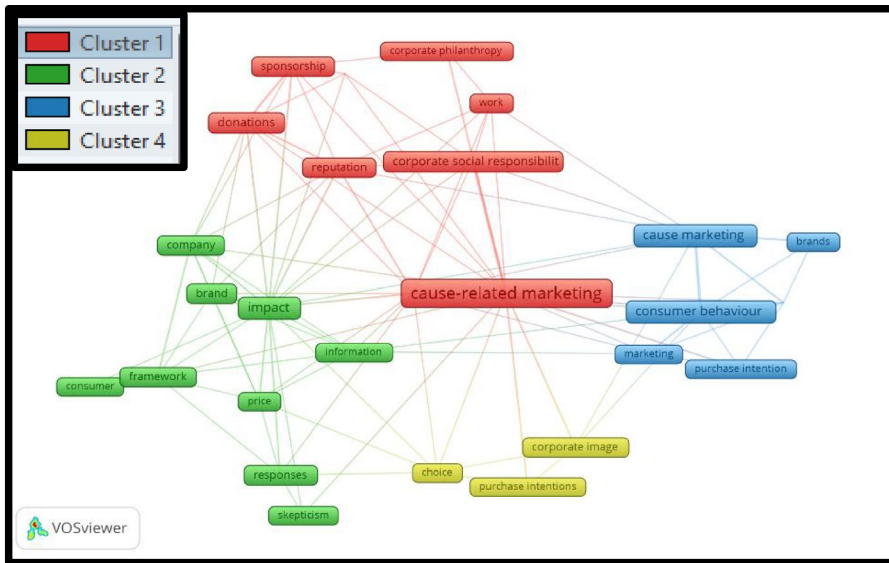 Cluster 1
Cluster 2
Cluster 3
Cluster 4
corporate philanthropy
sponsorship
work
donations
reputation
corporate social responsibilit
company
cause marketing
brands
brand
impact
cause-related marketing
consumer behaviour
information
marketing
consumer
framework
purchase intention
price
corporate image
responses
choice
purchase intentions
skepticism
VOSviewer